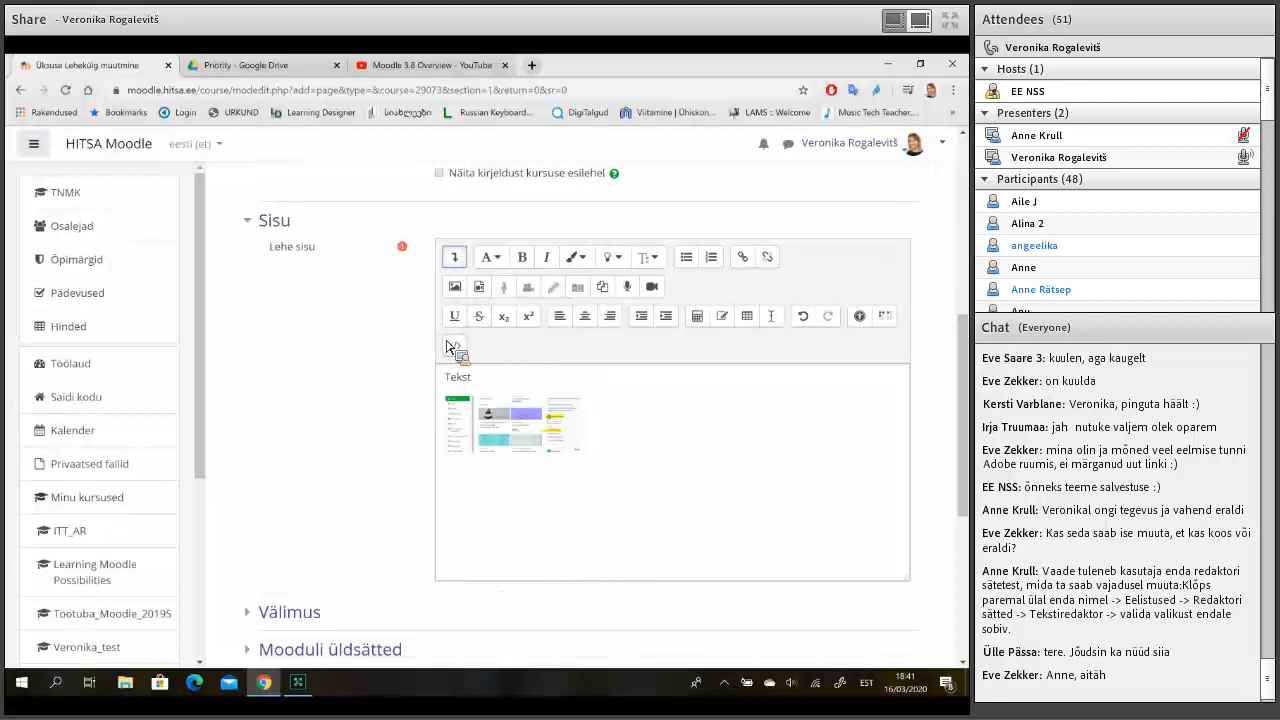 Share - Veronika Rogalevitš
Üksuse Lehekülg muutmine
Priority - Google Drive
Moodle 3.8 Overview - YouTube
moodle.hitsa.ee/course/modedit.php?add=page&type=&course=29073&section=1&return=0&sr=0
Rakendused Bookmarks Login URKUND Learning Designer სახელები Russian Keyboard... DigiTalgud Viitamine | Ühiskon... LAMS :: Welcome Music Tech Teacher,...
HITSA Moodle eesti (et) Veronika Rogalevitš
TNMK
Osalejad
Õpimärgid
Pädevused
Hinded
Töölaud
Saidi kodu
Kalender
Privaatsed failid
Minu kursused
ITT_AR
Learning Moodle
Possibilities
Töötuba_Moodle_2019S
Veronika_test
Näita kirjeldust kursuse esilehel
Sisu
Lehe sisu
Tekst
Välimus
Mooduli üldsätted
EST
18:41
16/03/2020
8
Attendees (51)
Veronika Rogalevitš
Hosts (1)
EE NSS
Presenters (2)
Anne Krull
Veronika Rogalevitš
Participants (48)
Aile J
Alina 2
angeelika
Anne
Anne Rätsep
Chat (Everyone)
Eve Saare 3: kuulen, aga kaugelt
Eve Zekker: on kuulda
Kersti Varblane: Veronika, pinguta häält :)
Irja Truumaa: jah nutuke valjem olek oparem
Eve Zekker: mina olin ja mõned veel eelmise tunni
Adobe ruumis, ei märganud uut linki :)
EE NSS: õnneks teeme salvestuse :)
Anne Krull: Veronikal ongi tegevus ja vahend eraldi
Eve Zekker: Kas seda saab ise muuta, et kas koos või
eraldi?
Anne Krull: Vaade tuleneb kasutaja enda redaktori
sätetest, mida ta saab vajadusel muuta:Klõps
paremal ülal enda nimel -> Eelistused -> Redaktori
sätted -> Tekstiredaktor -> valida valikust endale
sobiv.
Ülle Pässa: tere. Jõudsin ka nüüd siia
Eve Zekker: Anne, aitäh